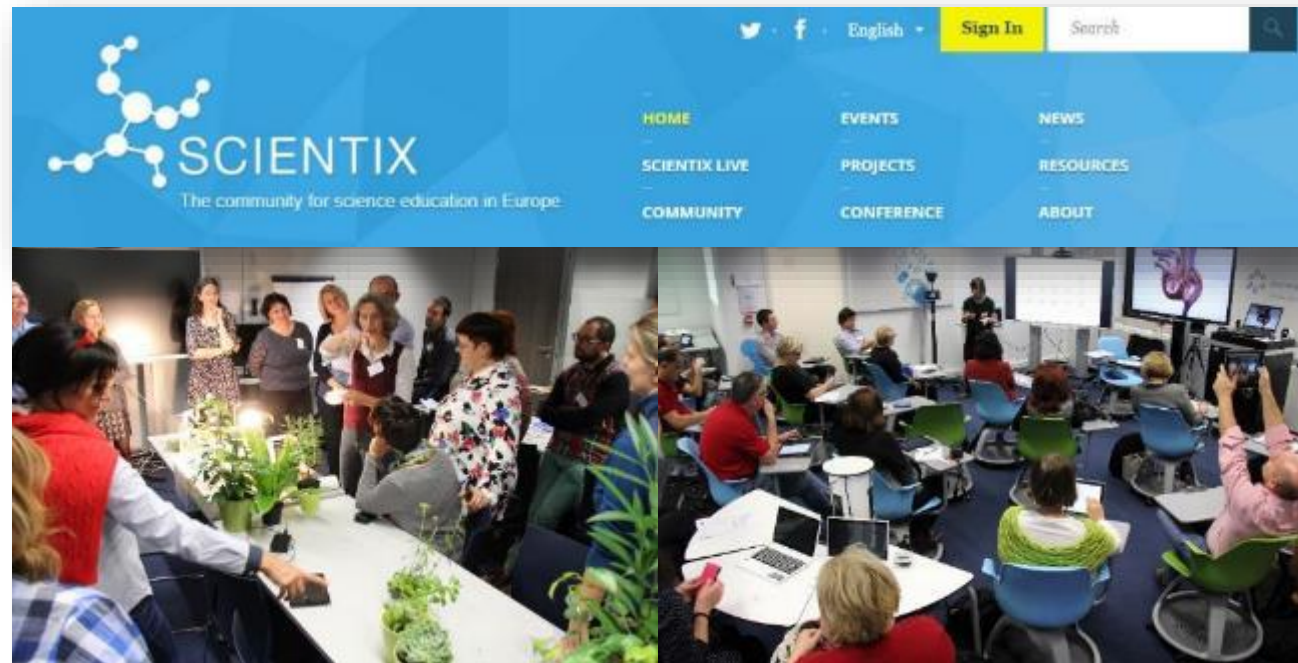 English
Sign In
Search
SCIENTIX
The community for science education in Europe
HOME
EVENTS
NEWS
SCIENTIX LIVE
PROJECTS
RESOURCES
COMMUNITY
CONFERENCE
ABOUT